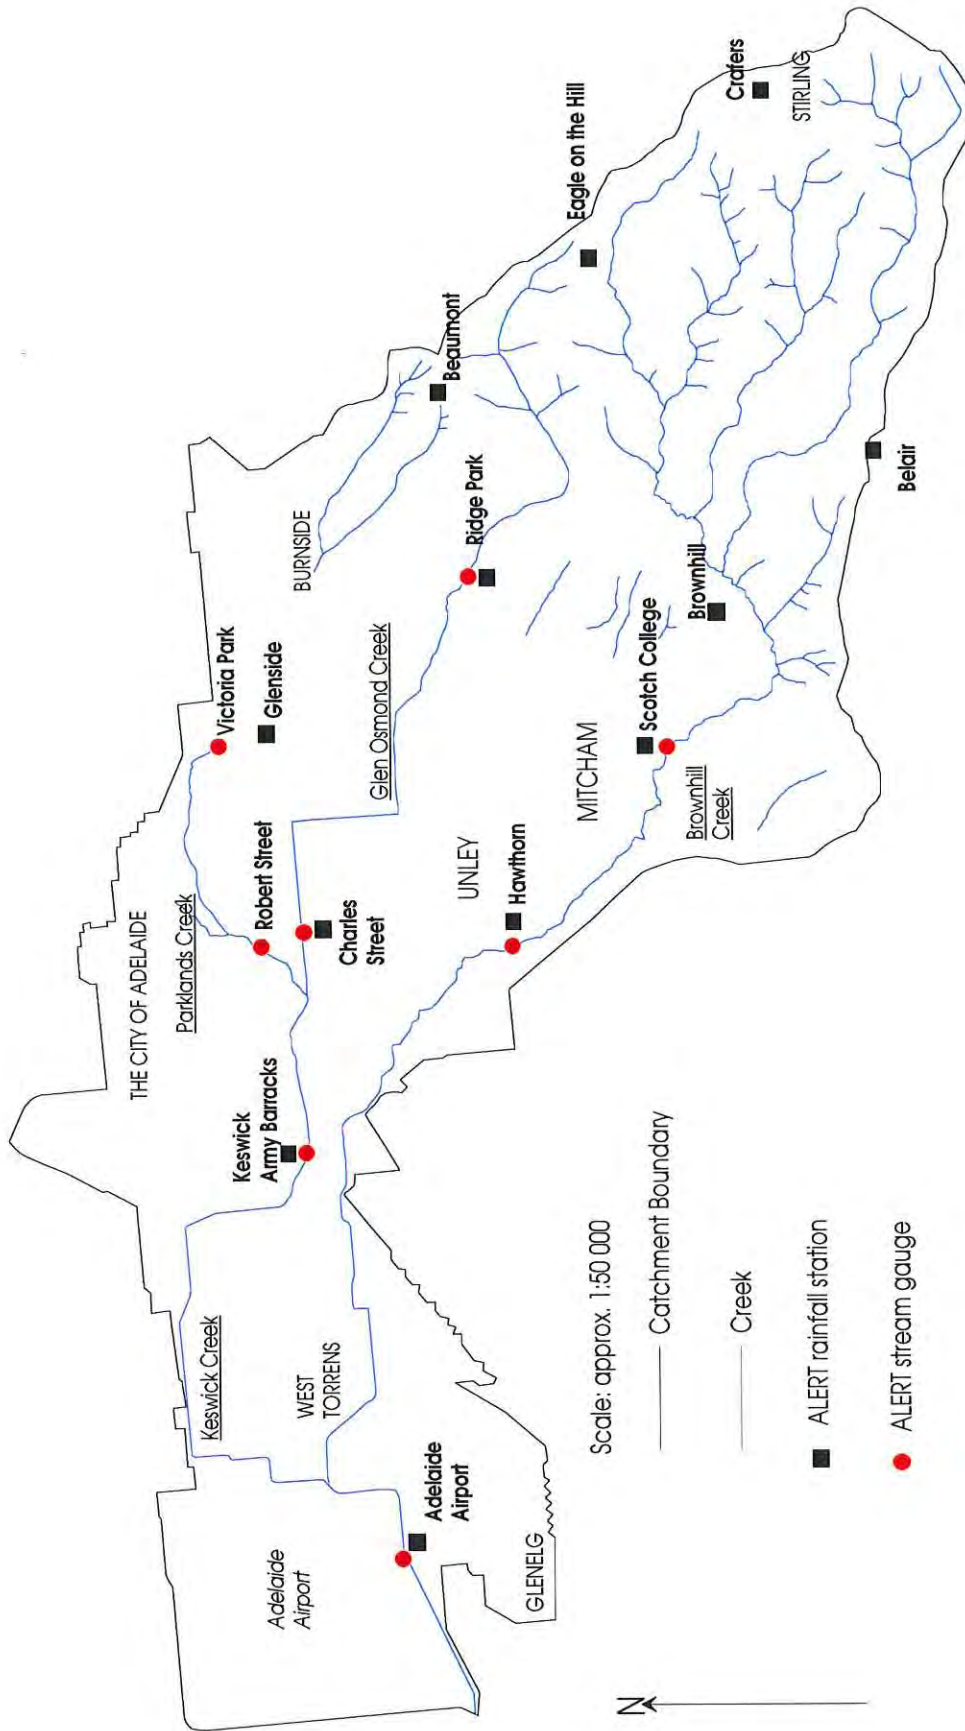 THE CITY OF ADELAIDE
Parklands Creek
Victoria Park
Glenside
BURNSIDE
Robert Street
Keswick
Army Barracks
Charles
Street
Glen Osmond Creek
Beaumont
Ridge Park
Eagle on the Hill
Crafers
STIRLING
Keswick Creek
WEST
TORRENS
Adelaide
Airport
Adelaide
Airport
GLENELG
UNLEY
Hawthorn
MITCHAM
Scotch College
Brownhill
Brownhill
Creek
Belair
Scale: approx. 1:50 000
Catchment Boundary
Creek
ALERT rainfall station
ALERT stream gauge
N